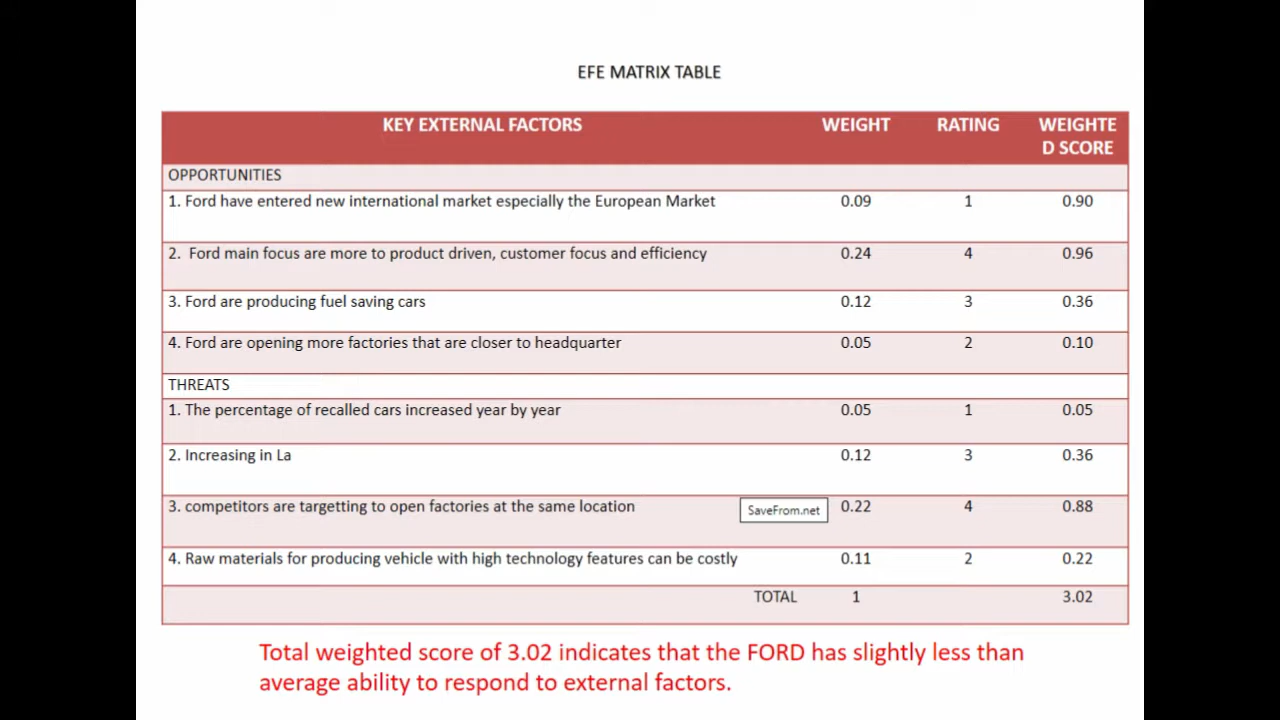 EFE MATRIX TABLE
KEY EXTERNAL FACTORS WEIGHT RATING WEIGHTE
D SCORE
OPPORTUNITIES
1. Ford have entered new international market especially the European Market 0.09 1 0.90
2. Ford main focus are more to product driven, customer focus and efficiency 0.24 4 0.96
3. Ford are producing fuel saving cars 0.12 3 0.36
4. Ford are opening more factories that are closer to headquarter 0.05 2 0.10
THREATS
1. The percentage of recalled cars increased year by year 0.05 1 0.05
2. Increasing in La 0.12 3 0.36
3. competitors are targetting to open factories at the same location SaveFrom.net 0.22 4 0.88
4. Raw materials for producing vehicle with high technology features can be costly 0.11 2 0.22
TOTAL 1 3.02
Total weighted score of 3.02 indicates that the FORD has slightly less than
average ability to respond to external factors.